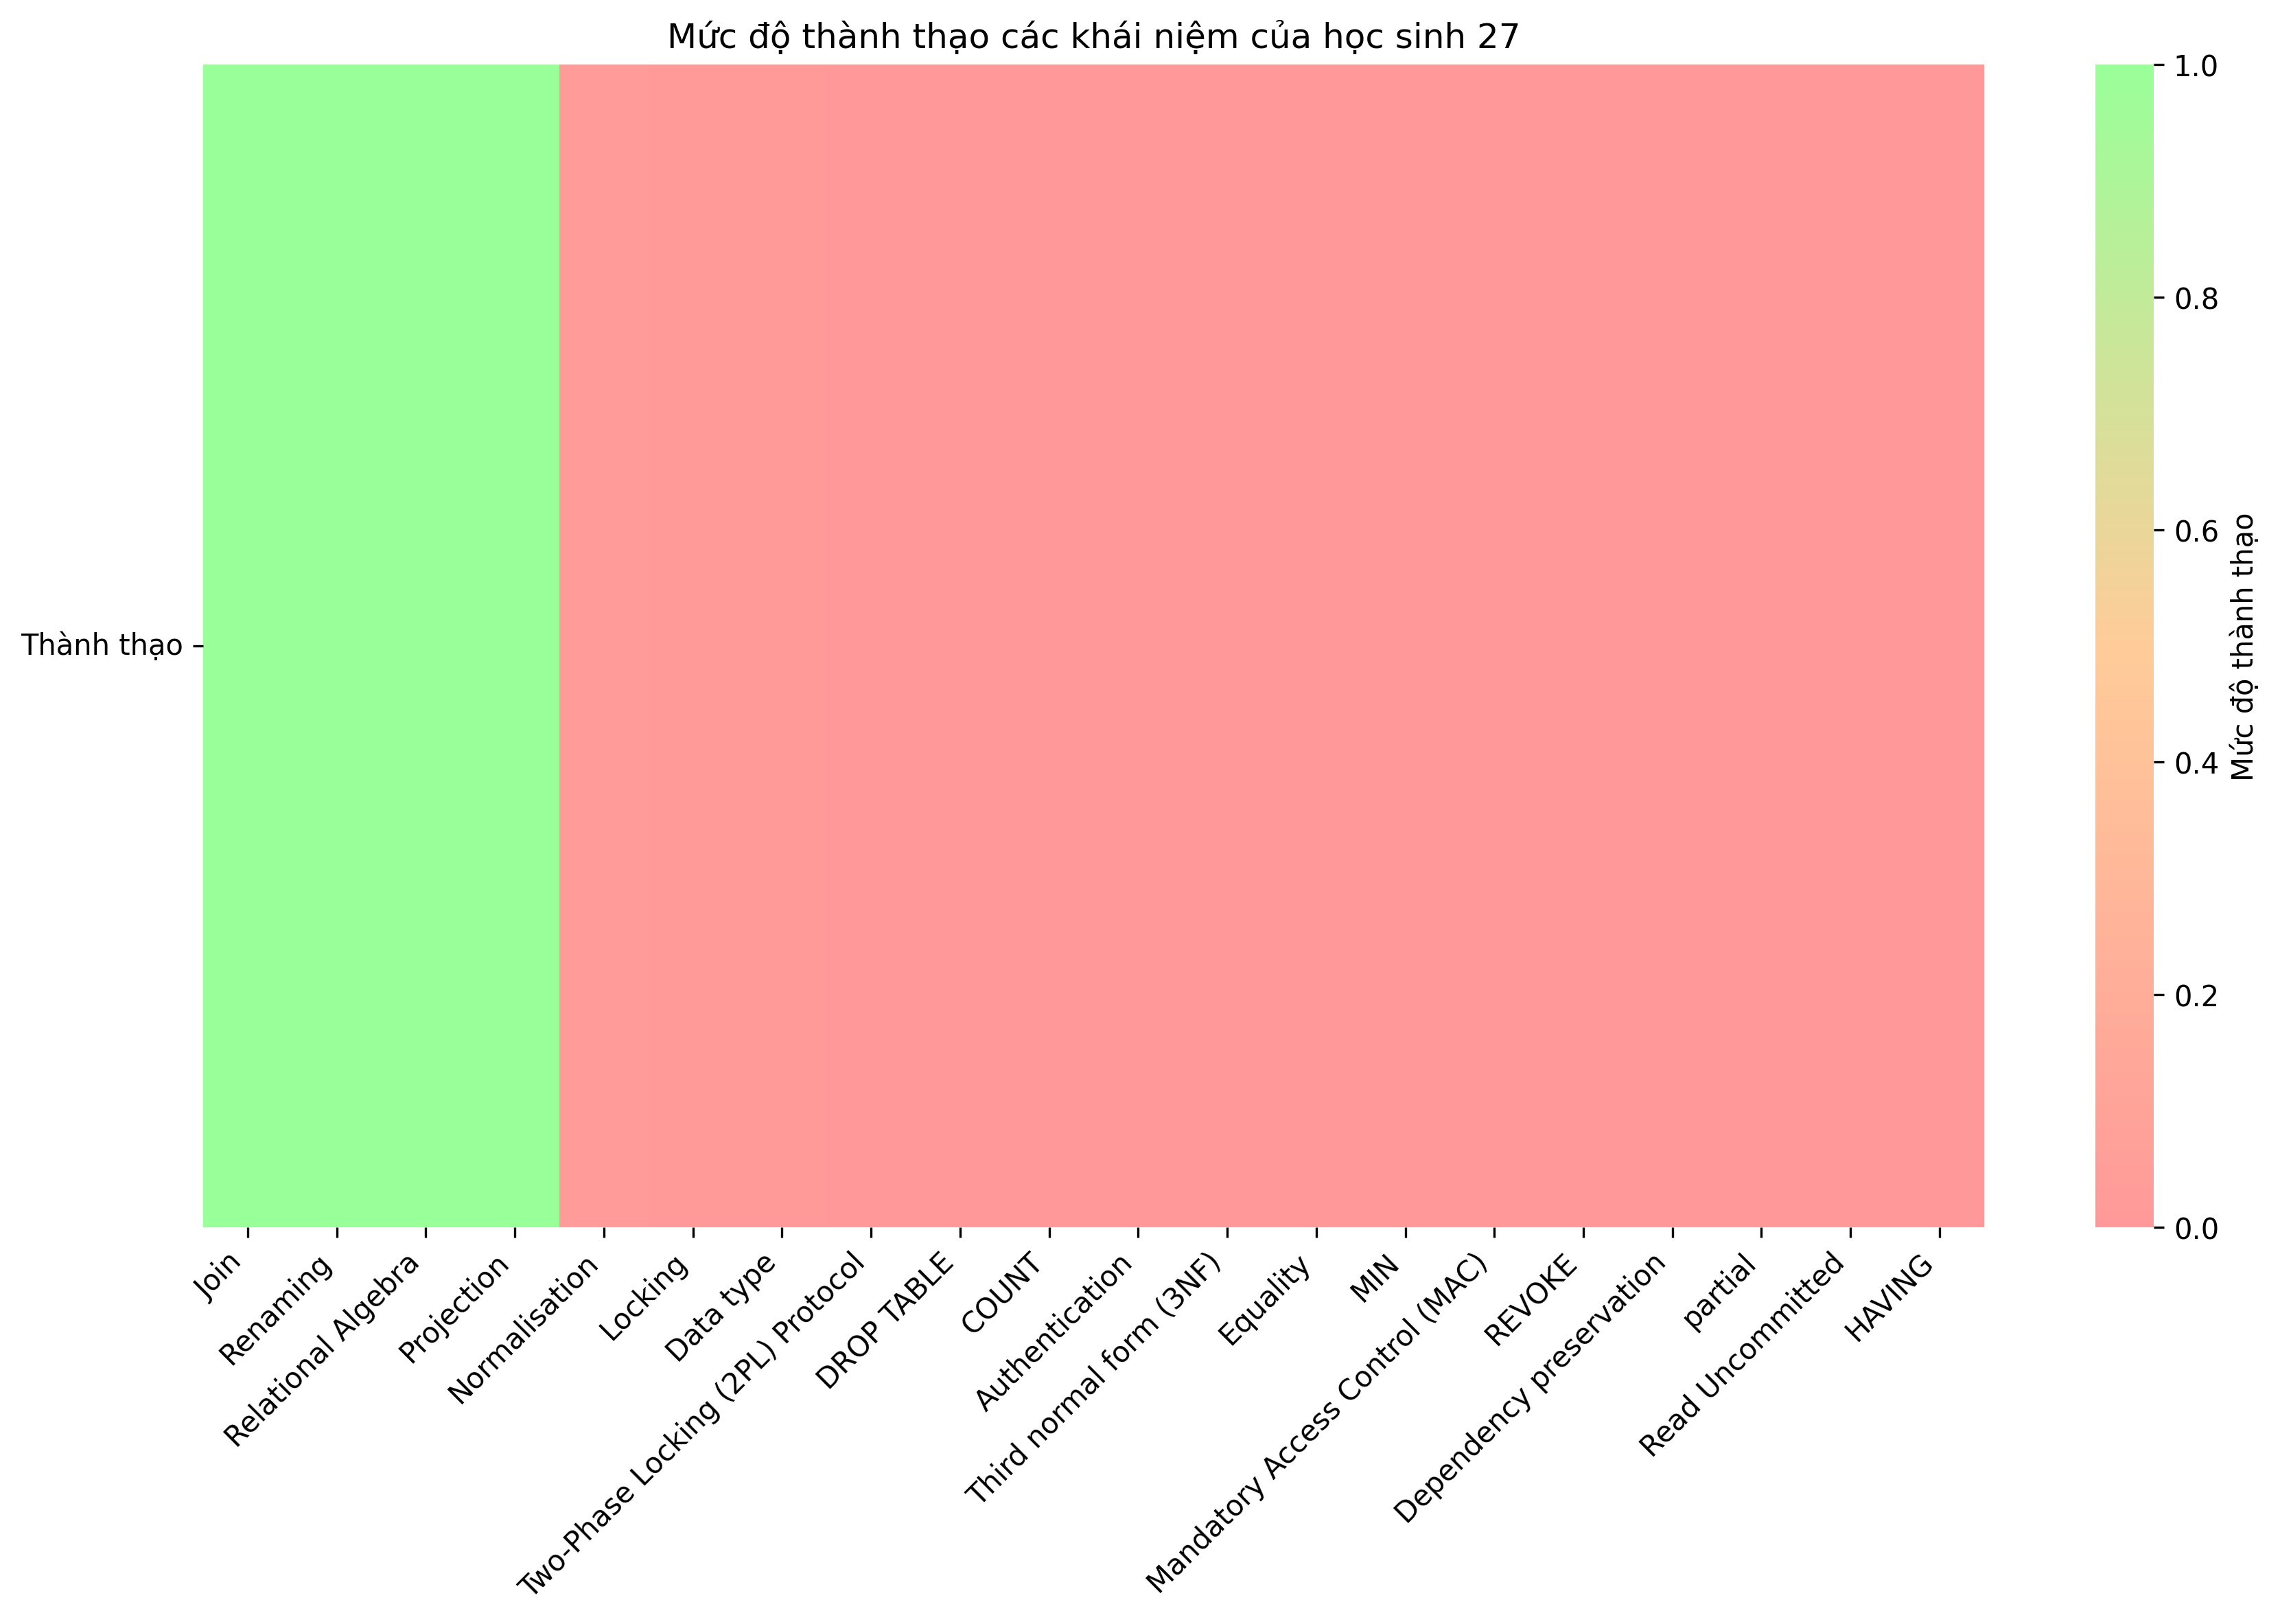 Mức độ thành thạo các khái niệm của học sinh 27
Thành thạo
Join
Renaming
Relational Algebra
Projection
Normalisation
Locking
Data type
Two-Phase Locking (2PL) Protocol
DROP TABLE
COUNT
Authentication
Third normal form (3NF)
Equality
MIN
Mandatory Access Control (MAC)
REVOKE
Dependency preservation
partial
Read Uncommitted
HAVING
1.0
0.8
0.6
0.4
0.2
0.0
Mức độ thành thạo